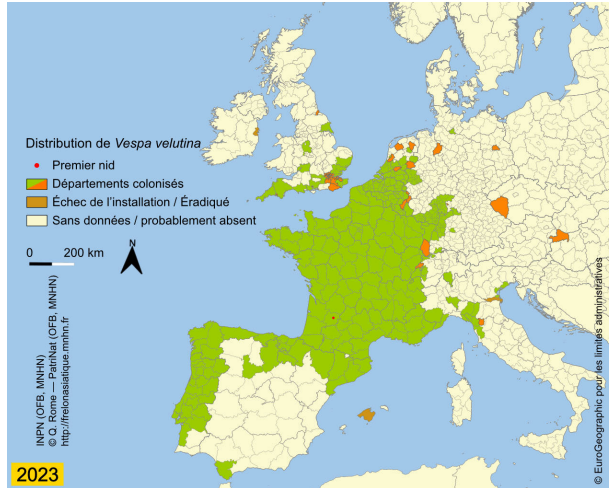 Distribution de Vespa velutina
Premier nid
Départements colonisés
Échec de l'installation / Éradiqué
Sans données / probablement absent
0 200 km
N
INPN (OFB, MNHN)
© Q. Rome — PatriNat (OFB, MNHN)
http://frelonasiatique.mnhn.fr
2023
© EuroGeographic pour les limites administratives